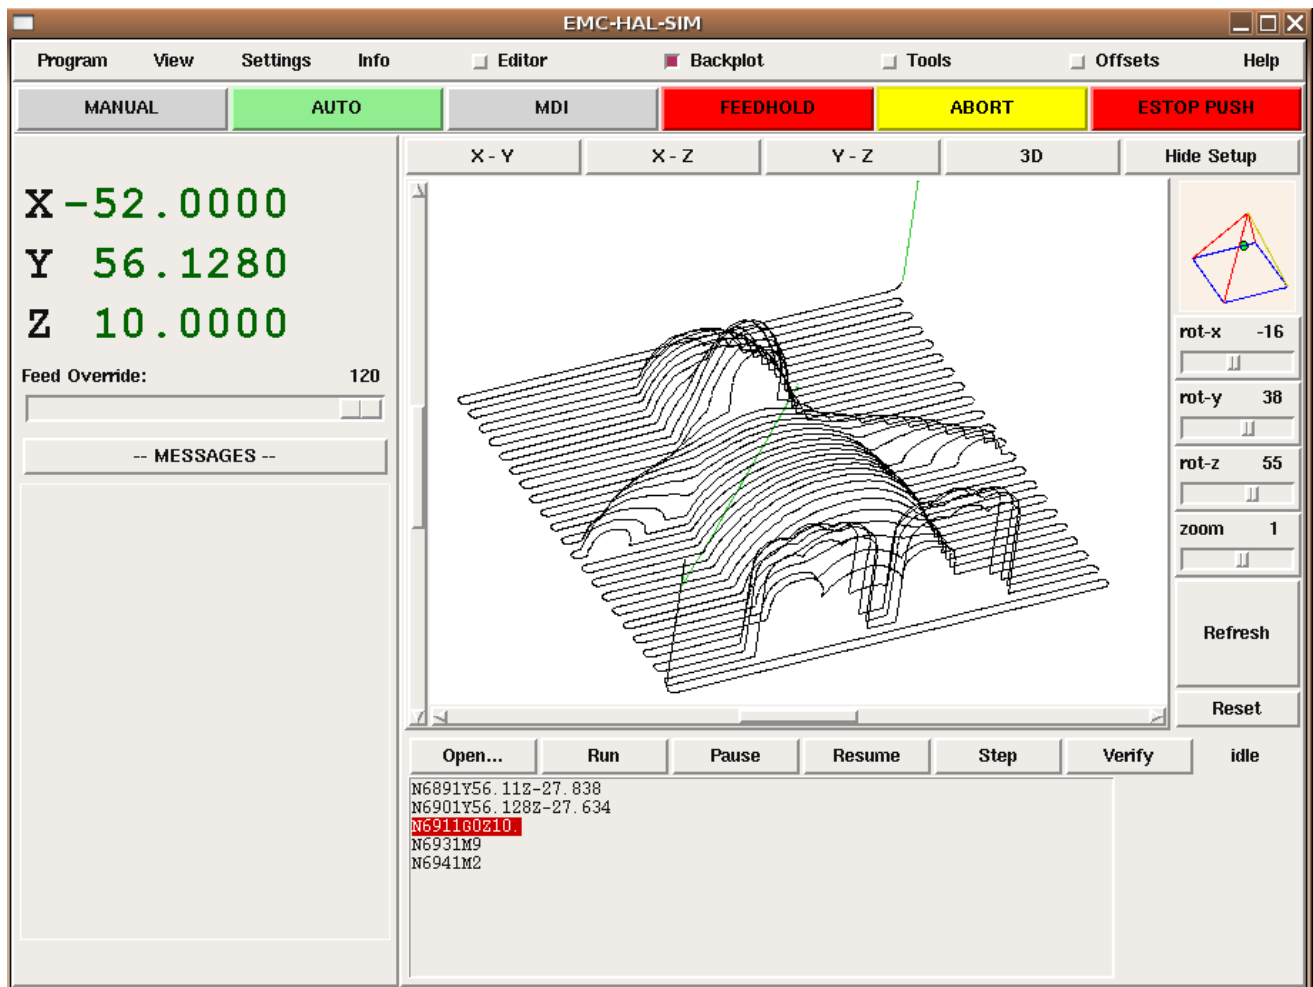 EMC-HAL-SIM
Program View Settings Info Editor Backplot Tools Offsets Help
MANUAL AUTO MDI FEEDHOLD ABORT ESTOP PUSH
X -52.0000
Y 56.1280
Z 10.0000
Feed Override: 120
-- MESSAGES --
X - Y X - Z Y - Z 3D Hide Setup
rot-x -16
rot-y 38
rot-z 55
zoom 1
Refresh
Reset
Open... Run Pause Resume Step Verify idle
N6891Y56.11Z-27.838
N6901Y56.128Z-27.634
N6911G0Z10.
N6931M9
N6941M2